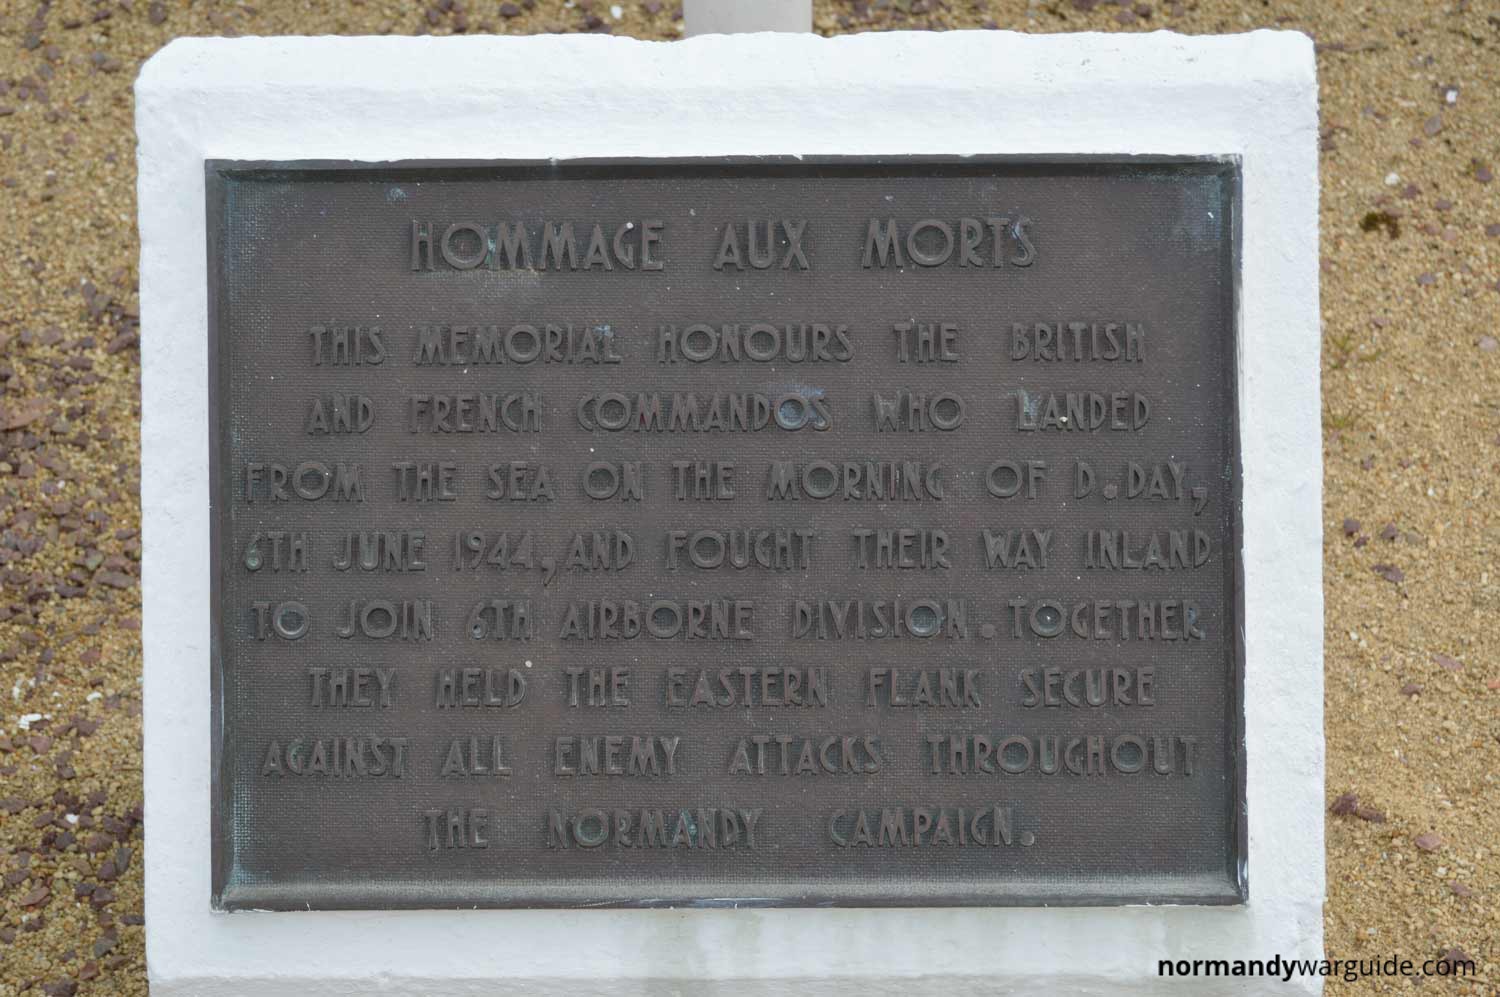 HOMMAGE AUX MORTS
THIS MEMORIAL HONOURS THE BRITISH
AND FRENCH COMMANDOS WHO LANDED
FROM THE SEA ON THE MORNING OF D.DAY,
6TH JUNE 1944, AND FOUGHT THEIR WAY INLAND
TO JOIN 6TH AIRBORNE DIVISION. TOGETHER
THEY HELD THE EASTERN FLANK SECURE
AGAINST ALL ENEMY ATTACKS THROUGHOUT
THE NORMANDY CAMPAIGN.
normandywarguide.com